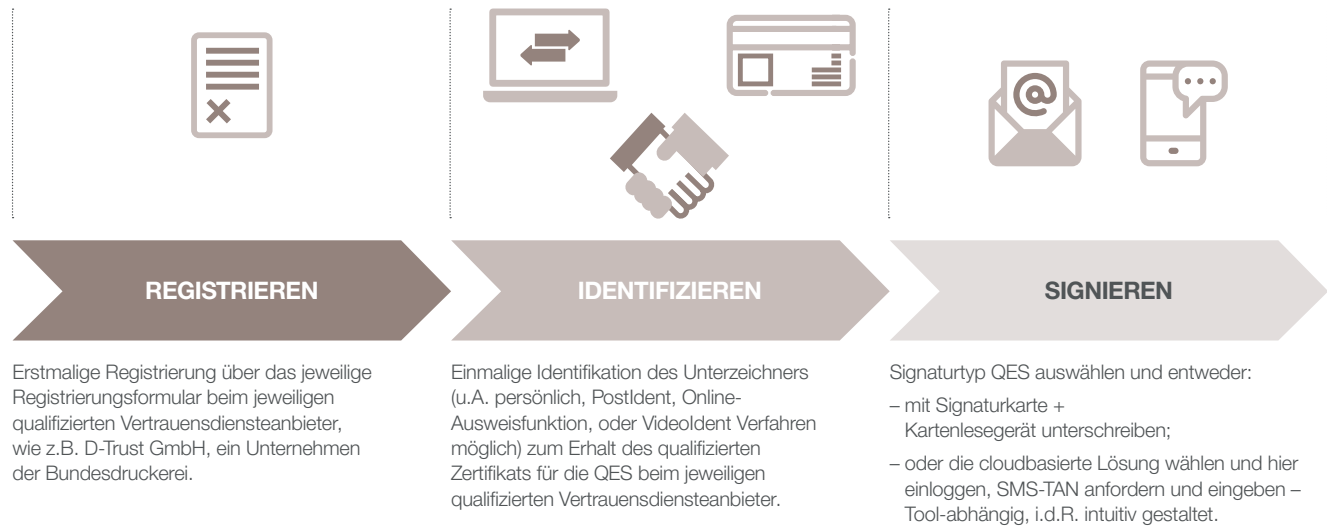 @
REGISTRIEREN
Erstmalige Registrierung über das jeweilige
Registrierungsformular beim jeweiligen
qualifizierten Vertrauensdiensteanbieter,
wie z.B. D-Trust GmbH, ein Unternehmen
der Bundesdruckerei.
IDENTIFIZIEREN
Einmalige Identifikation des Unterzeichners
(u.A. persönlich, PostIdent, Online-
Ausweisfunktion, oder VideoIdent Verfahren
möglich) zum Erhalt des qualifizierten
Zertifikats für die QES beim jeweiligen
qualifizierten Vertrauensdiensteanbieter.
SIGNIEREN
Signaturtyp QES auswählen und entweder:
– mit Signaturkarte +
Kartenlesegerät unterschreiben;
– oder die cloudbasierte Lösung wählen und hier
einloggen, SMS-TAN anfordern und eingeben –
Tool-abhängig, i.d.R. intuitiv gestaltet.